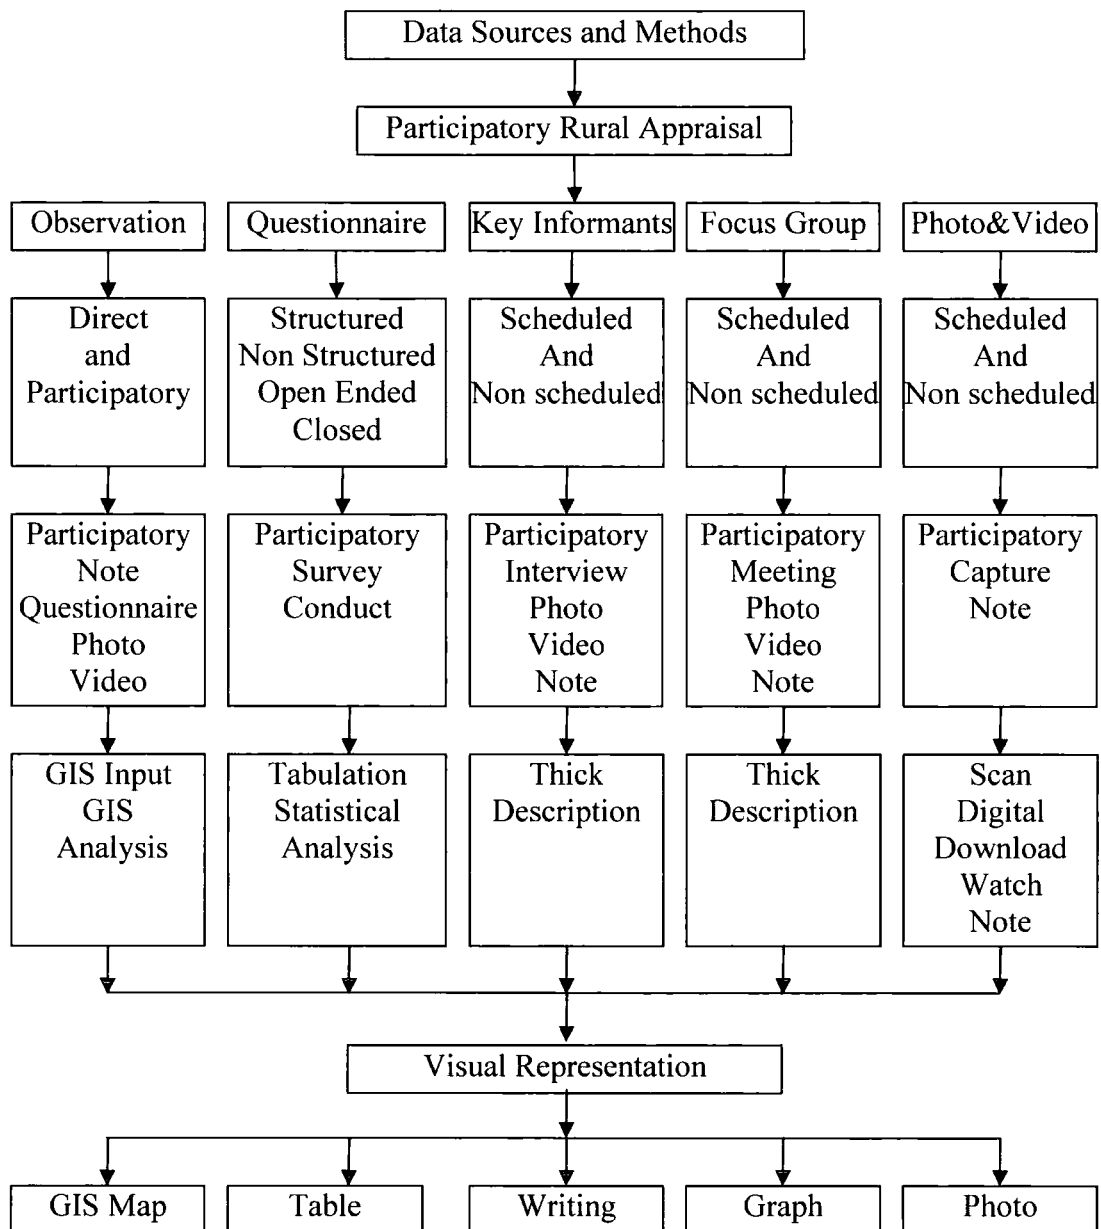 Data Sources and Methods
Participatory Rural Appraisal
Observation
Questionnaire
Key Informants
Focus Group
Photo&Video
Direct
and
Participatory
Structured
Non Structured
Open Ended
Closed
Scheduled
And
Non scheduled
Scheduled
And
Non scheduled
Scheduled
And
Non scheduled
Participatory
Note
Questionnaire
Photo
Video
Participatory
Survey
Conduct
Participatory
Interview
Photo
Video
Note
Participatory
Meeting
Photo
Video
Note
Participatory
Capture
Note
GIS Input
GIS
Analysis
Tabulation
Statistical
Analysis
Thick
Description
Thick
Description
Scan
Digital
Download
Watch
Note
Visual Representation
GIS Map
Table
Writing
Graph
Photo